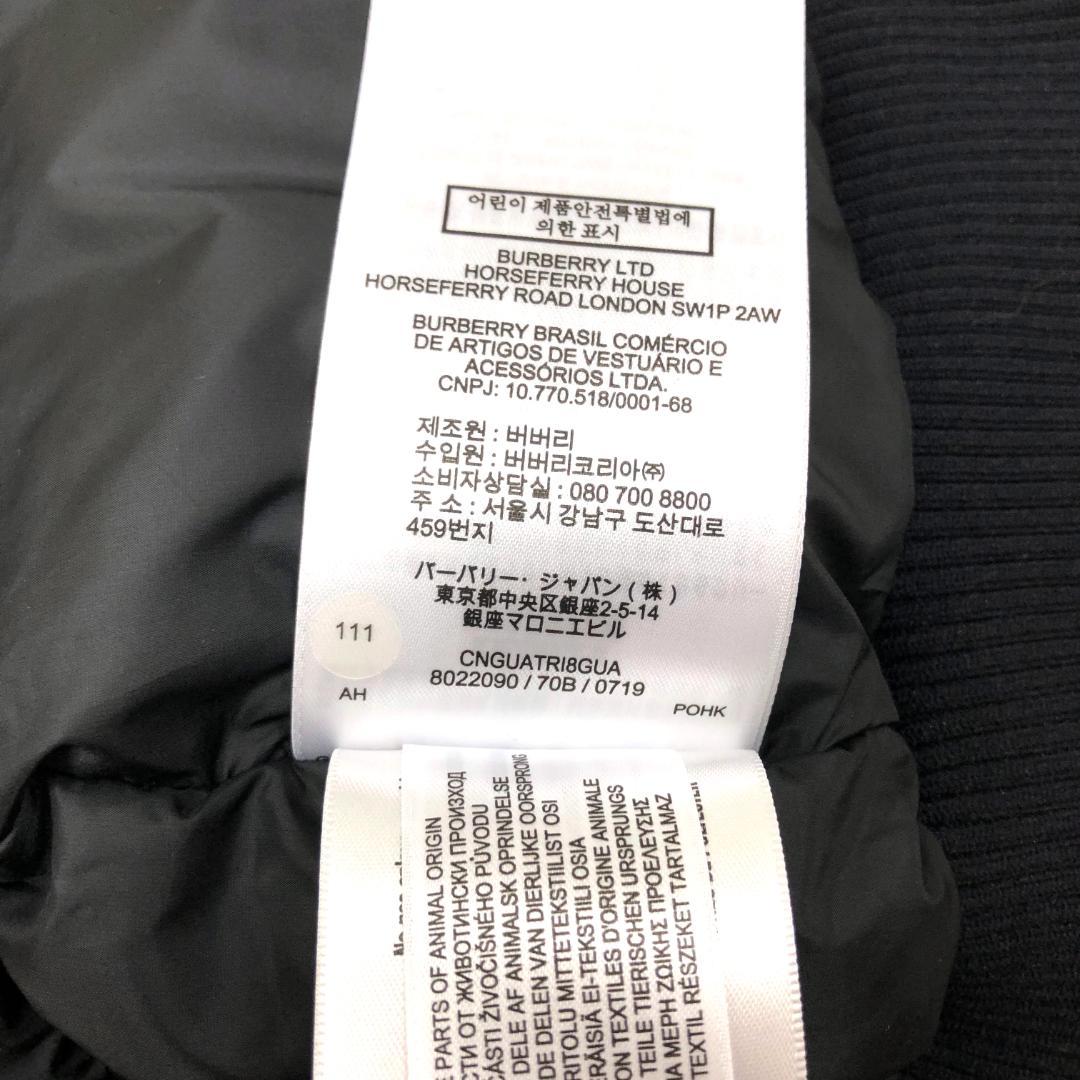 어린이 제품안전특별법에
의한 표시
BURBERRY LTD
HORSEFERRY HOUSE
HORSEFERRY ROAD LONDON SW1P 2AW
BURBERRY BRASIL COMÉRCIO
DE ARTIGOS DE VESTUÁRIO E
ACESSÓRIOS LTDA.
CNPJ: 10.770.518/0001-68
제조원 : 버버리
수입원 : 버버리코리아㈜
소비자상담실 : 080 700 8800
주 소 : 서울시 강남구 도산대로
459번지
バーバリー・ジャパン(株)
東京都中央区銀座2-5-14
銀座マロニエビル
111
CNGUATRI8GUA
8022090 / 70B / 0719
AH
POHK
PARTS OF ANIMAL ORIGIN
ОТ ЖИВОТИНСКИ ПРОИЗХОД
ŽIVOČIŠNÉHO PŮVODU
DELE AF ANIMALSK OPRINDELSE
DE DELEN VAN DIERLIJKE OORSPRONG
MITTETEKSTIILIST OSI
EI-TEKSTIILI OSIA
TEXTILES D'ORIGINE ANIMALE
TEILE TIERISCHEN URSPRUNGS
ΜΕΡΗ ΖΩΙΚΗΣ ΠΡΟΕΛΕΥΣΗΣ
TEXTIL RÉSZEKET TARTALMAZ